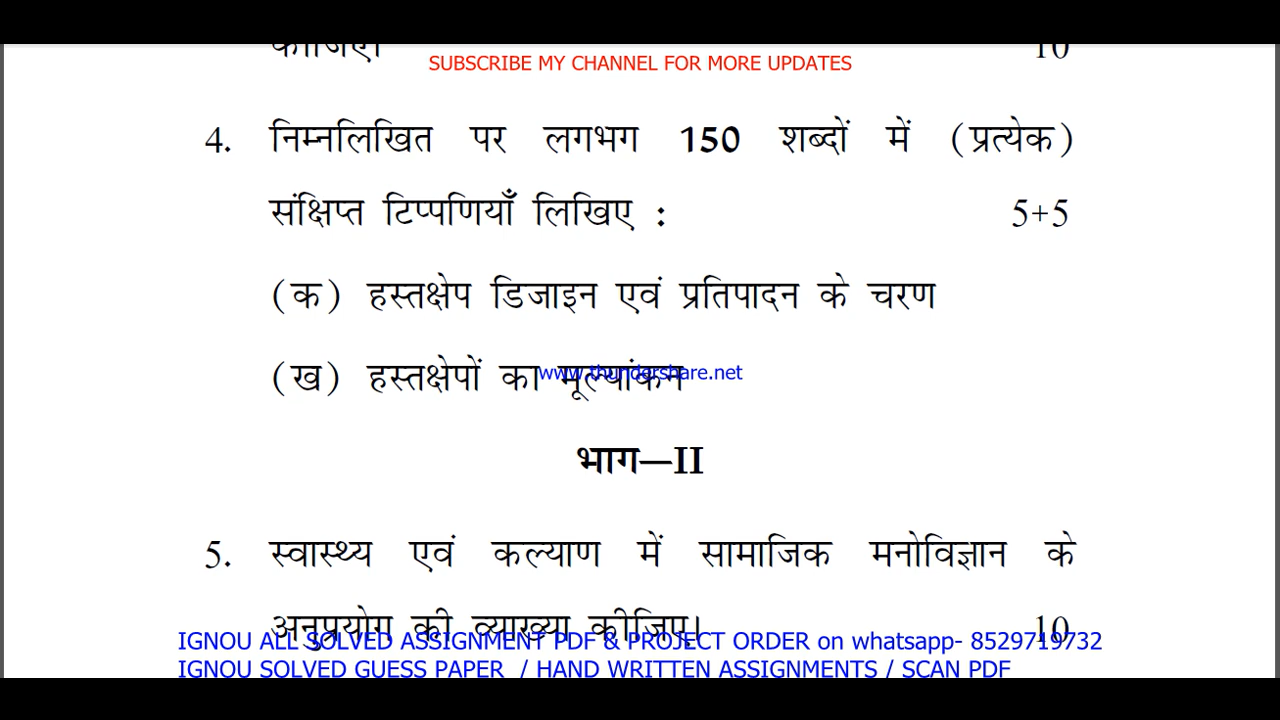 कीजिए। 10
SUBSCRIBE MY CHANNEL FOR MORE UPDATES
4. निम्नलिखित पर लगभग 150 शब्दों में (प्रत्येक)
संक्षिप्त टिप्पणियाँ लिखिए : 5+5
(क) हस्तक्षेप डिजाइन एवं प्रतिपादन के चरण
(ख) हस्तक्षेपों का मूल्यांकन
www.thundershare.net
भाग—II
5. स्वास्थ्य एवं कल्याण में सामाजिक मनोविज्ञान के
अनुप्रयोग की व्याख्या कीजिए। 10
IGNOU ALL SOLVED ASSIGNMENT PDF & PROJECT ORDER on whatsapp- 8529719732
IGNOU SOLVED GUESS PAPER / HAND WRITTEN ASSIGNMENTS / SCAN PDF